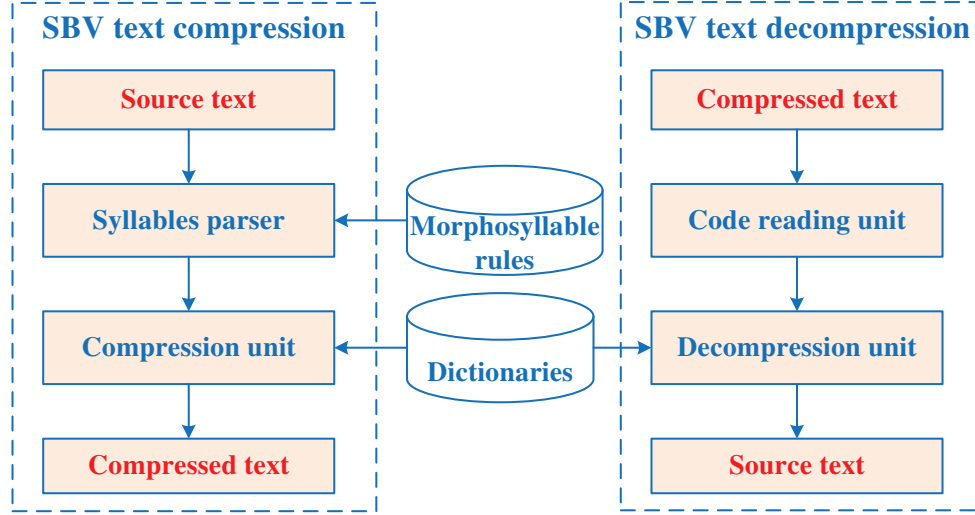 SBV text compression
Source text
Syllables parser
Compression unit
Compressed text
Morphosyllable
rules
Dictionaries
SBV text decompression
Compressed text
Code reading unit
Decompression unit
Source text